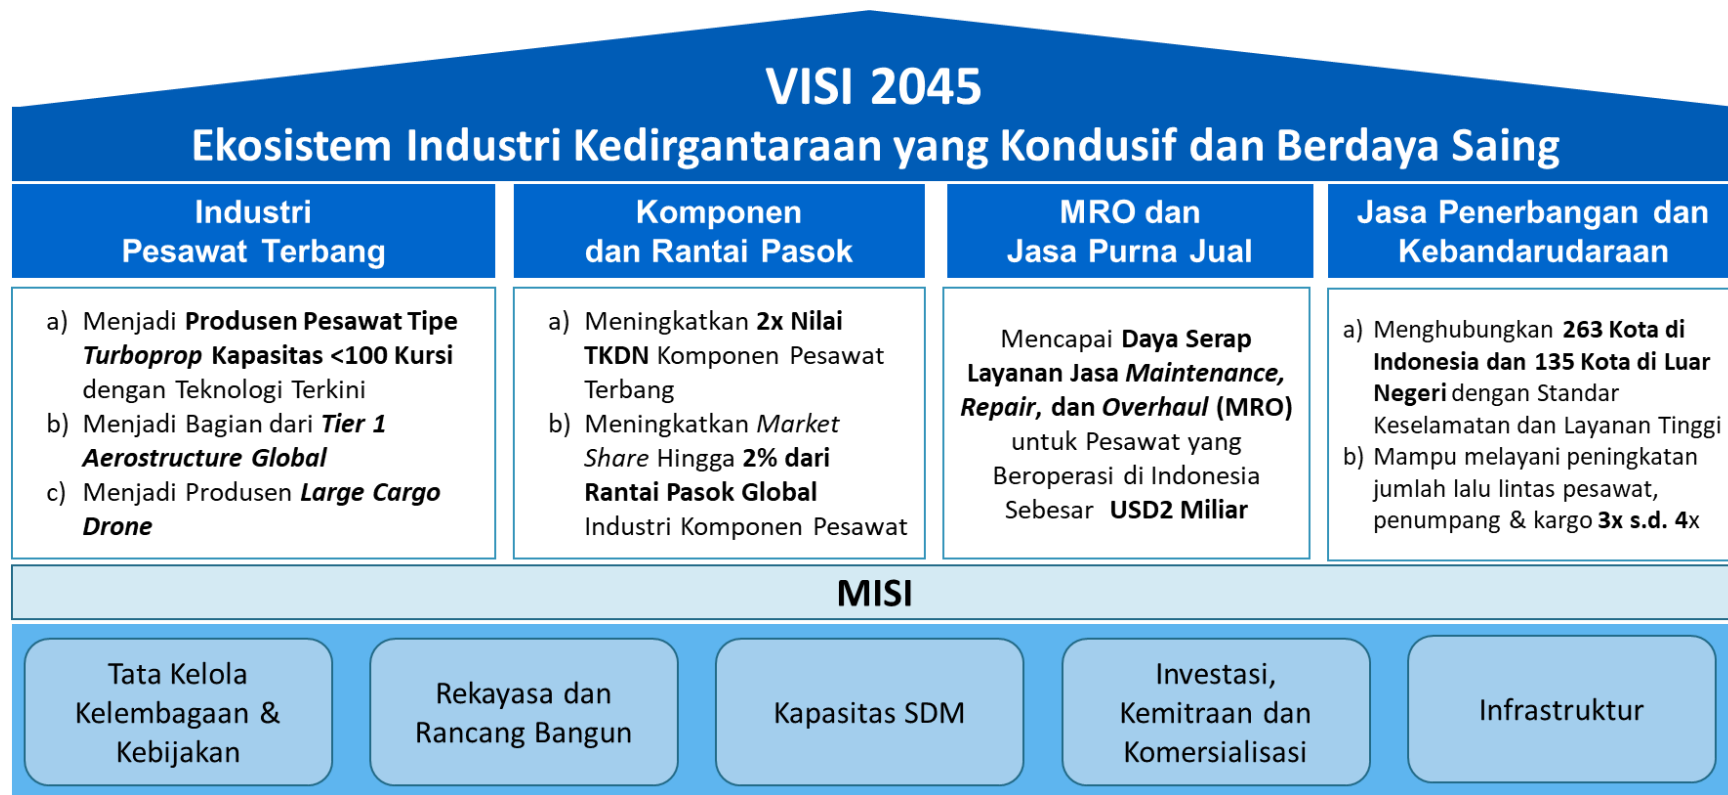 VISI 2045
Ekosistem Industri Kedirgantaraan yang Kondusif dan Berdaya Saing
Industri
Pesawat Terbang
a) Menjadi Produsen Pesawat Tipe
Turboprop Kapasitas <100 Kursi
dengan Teknologi Terkini
b) Menjadi Bagian dari Tier 1
Aerostructure Global
c) Menjadi Produsen Large Cargo
Drone
Komponen
dan Rantai Pasok
a) Meningkatkan 2x Nilai
TKDN Komponen Pesawat
Terbang
b) Meningkatkan Market
Share Hingga 2% dari
Rantai Pasok Global
Industri Komponen Pesawat
MRO dan
Jasa Purna Jual
Mencapai Daya Serap
Layanan Jasa Maintenance,
Repair, dan Overhaul (MRO)
untuk Pesawat yang
Beroperasi di Indonesia
Sebesar USD2 Miliar
Jasa Penerbangan dan
Kebandarudaraan
a) Menghubungkan 263 Kota di
Indonesia dan 135 Kota di Luar
Negeri dengan Standar
Keselamatan dan Layanan Tinggi
b) Mampu melayani peningkatan
jumlah lalu lintas pesawat,
penumpang & kargo 3x s.d. 4x
MISI
Tata Kelola
Kelembagaan &
Kebijakan
Rekayasa dan
Rancang Bangun
Kapasitas SDM
Investasi,
Kemitraan dan
Komersialisasi
Infrastruktur